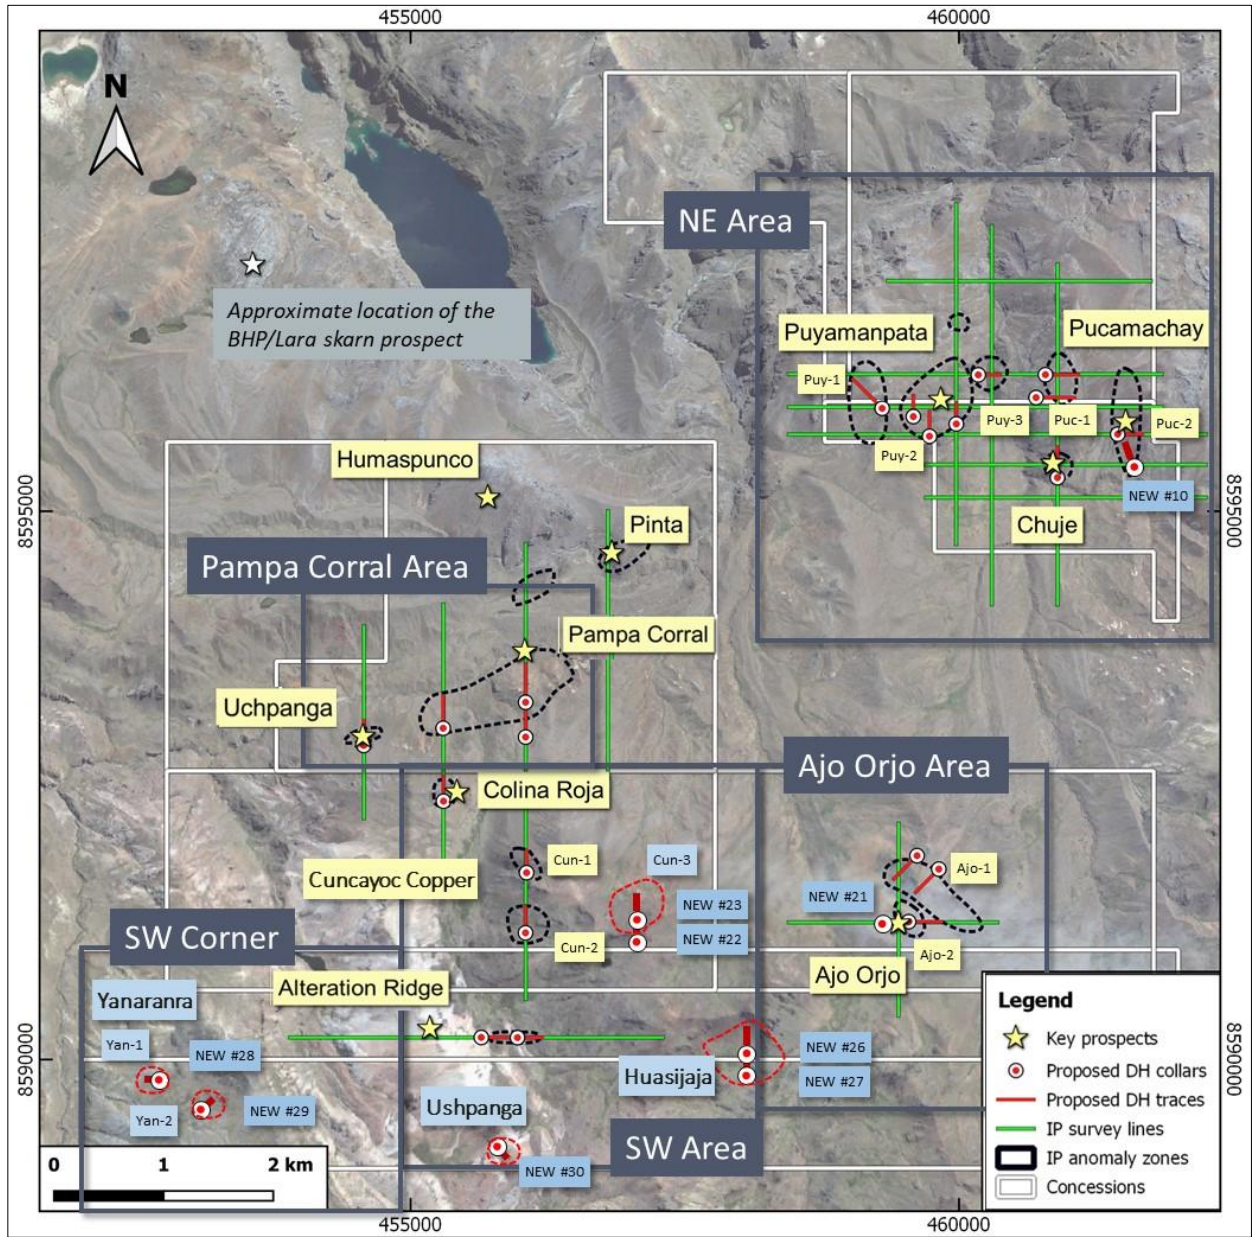 455000
460000
N
NE Area
Approximate location of the
BHP/Lara skarn prospect
Puyamanpata
Pucamachay
Puy-1
Puy-3
Puc-1
Puc-2
Puy-2
NEW #10
Chuje
Humaspunco
8595000
8595000
Pinta
Pampa Corral Area
Pampa Corral
Uchpanga
Colina Roja
Ajo Orjo Area
Cun-1
Cun-3
Ajo-1
Cuncayoc Copper
NEW #23
NEW #21
NEW #22
Cun-2
Ajo-2
SW Corner
Ajo Orjo
Alteration Ridge
Yanaranra
Yan-1
NEW #28
NEW #26
8590000
8590000
Huasijaja
NEW #27
Yan-2
NEW #29
Ushpanga
SW Area
NEW #30
0 1 2 km
Legend
Key prospects
Proposed DH collars
Proposed DH traces
IP survey lines
IP anomaly zones
Concessions
455000
460000